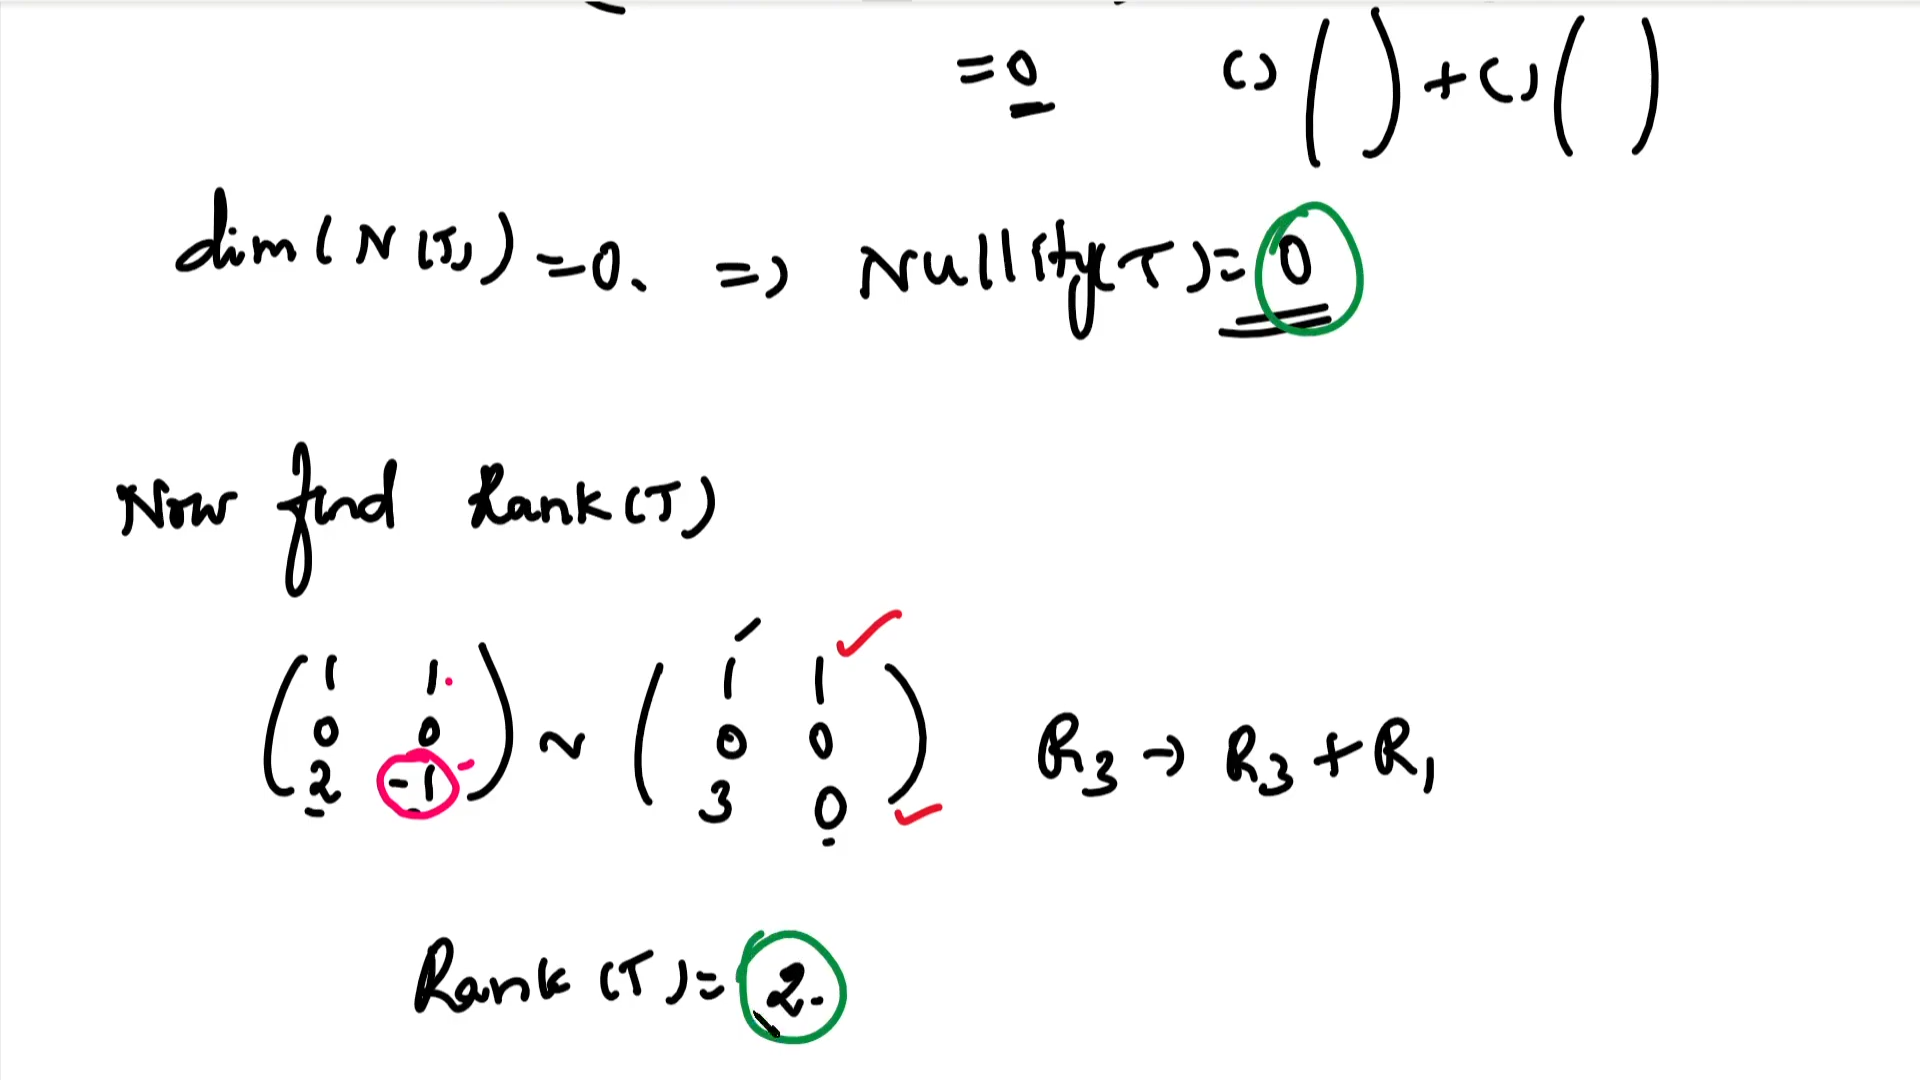 =0 ( ) ( ) + ( ) ( )
dim(N(T)) = 0. => Nullity(T) = 0
Now find Rank(T)
( 1 1 ) ~ ( 1 1 )
0 0 0 0 R3 → R3 + R1
2 -1 3 0
Rank (T) = 2.